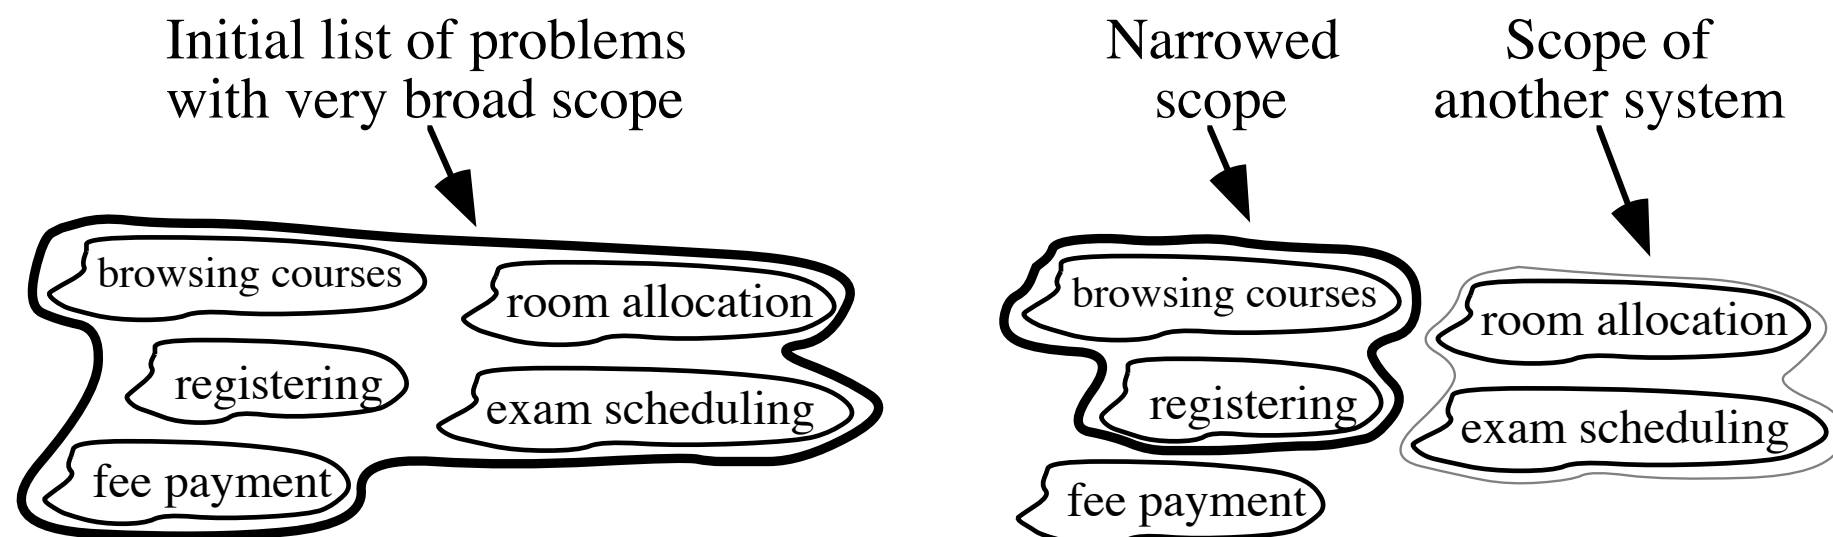 Initial list of problems
with very broad scope
browsing courses
room allocation
registering
exam scheduling
fee payment
Narrowed
scope
Scope of
another system
browsing courses
registering
fee payment
room allocation
exam scheduling